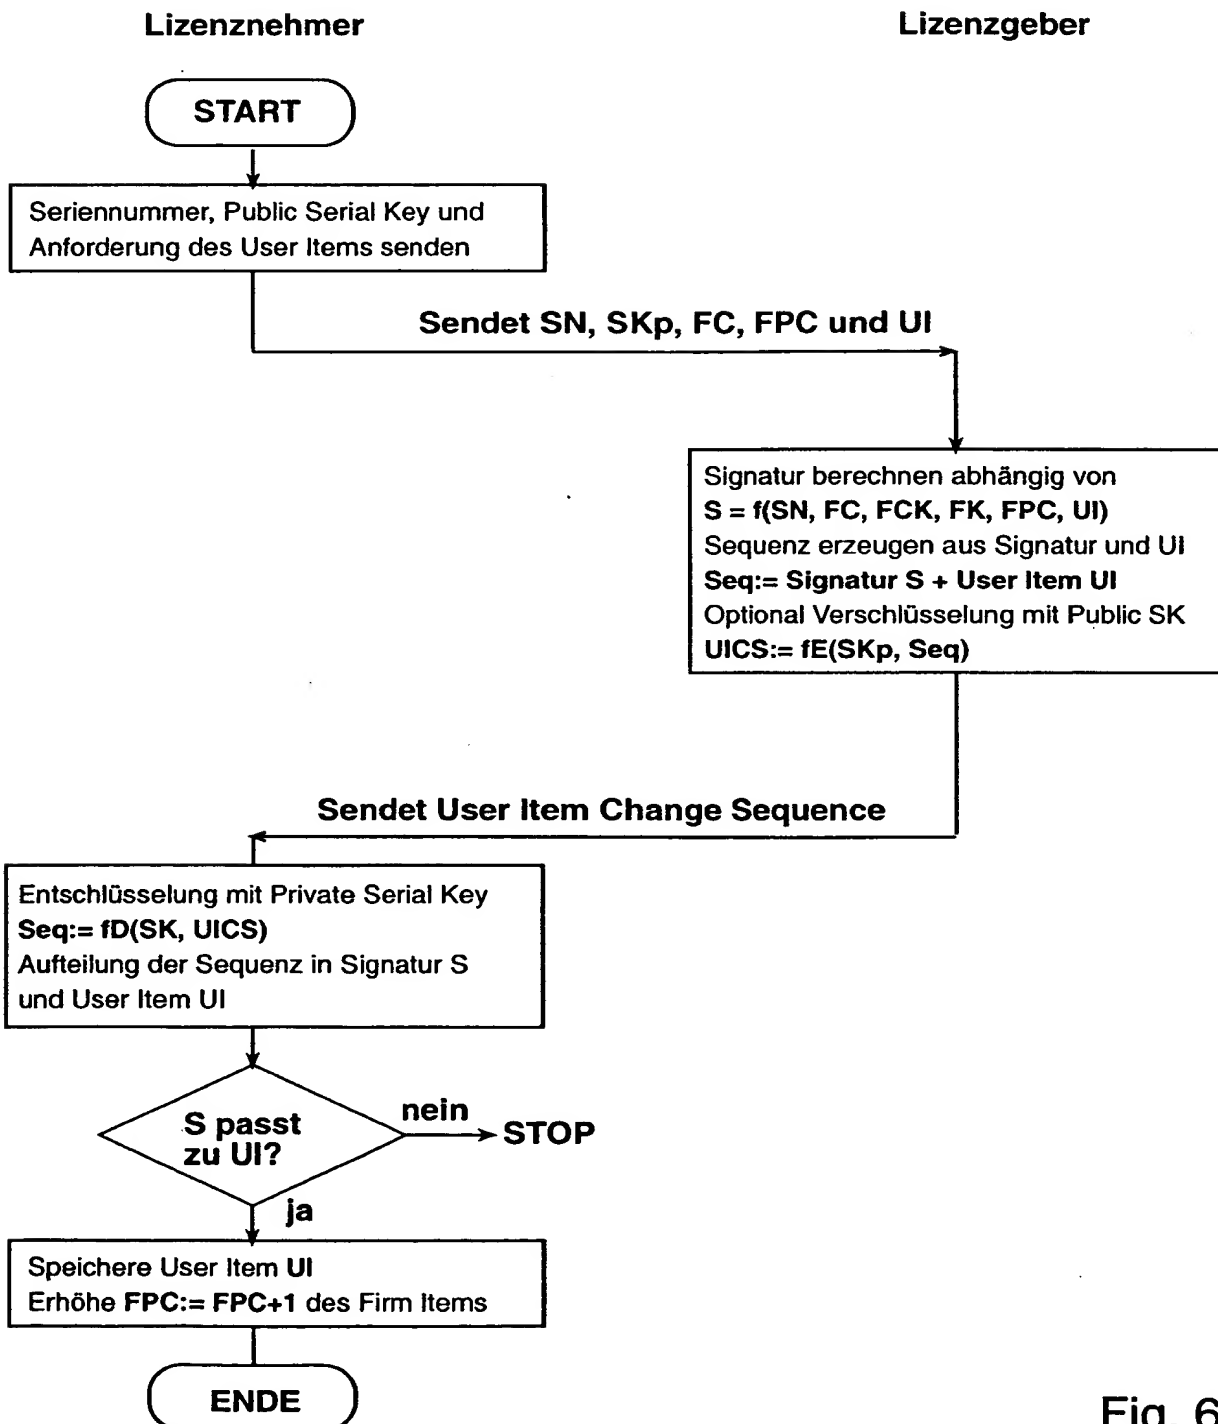 Lizenznehmer
Lizenzgeber
START
Seriennummer, Public Serial Key und
Anforderung des User Items senden
Sendet SN, SKp, FC, FPC und UI
Signatur berechnen abhängig von
S = f(SN, FC, FCK, FK, FPC, UI)
Sequenz erzeugen aus Signatur und UI
Seq:= Signatur S + User Item UI
Optional Verschlüsselung mit Public SK
UICS:= fE(SKp, Seq)
Sendet User Item Change Sequence
Entschlüsselung mit Private Serial Key
Seq:= fD(SK, UICS)
Aufteilung der Sequenz in Signatur S
und User Item UI
S passt
zu UI?
nein
STOP
ja
Speichere User Item UI
Erhöhe FPC:= FPC+1 des Firm Items
ENDE
Fig. 6